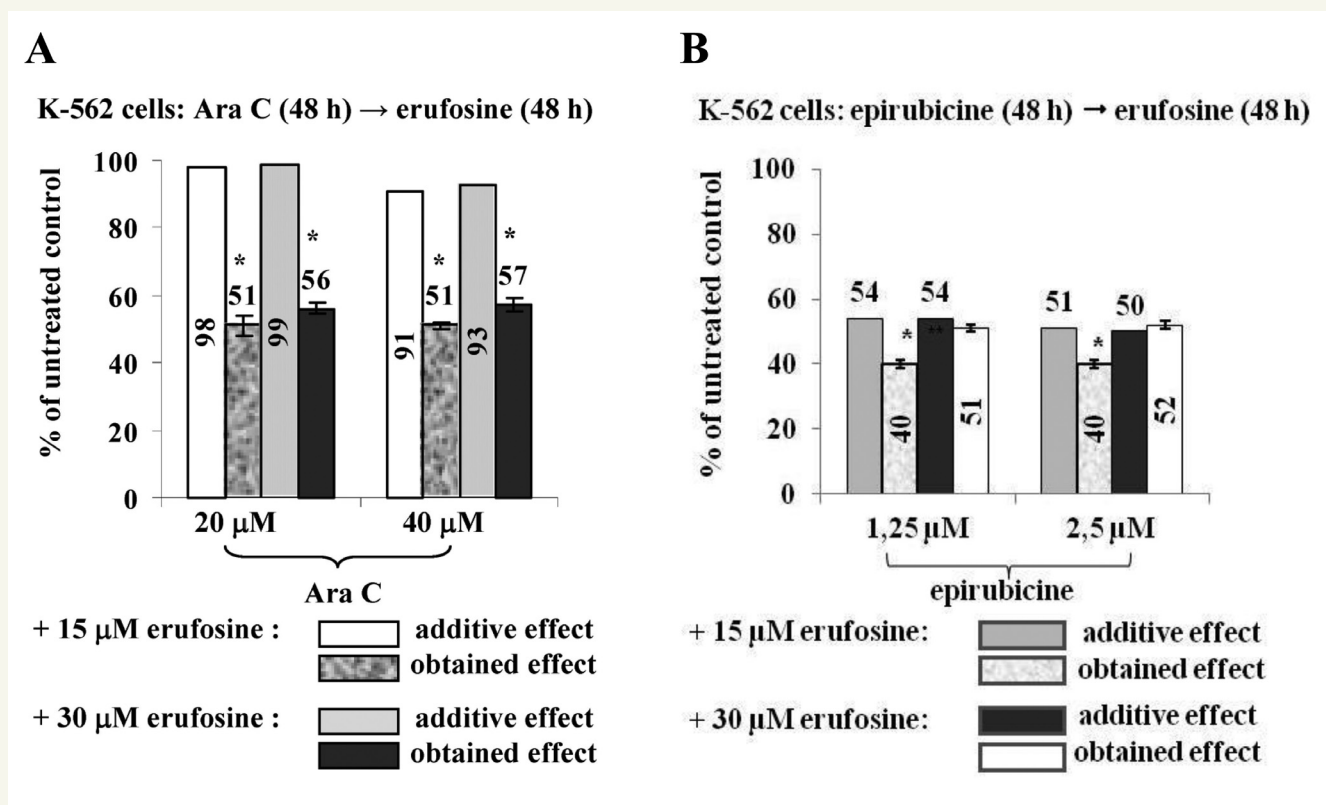 A
K-562 cells: Ara C (48 h) → erufosine (48 h)
% of untreated control
100
80
60
40
20
0
98
*
51
99
*
56
91
*
51
93
*
57
20 μM
40 μM
Ara C
+ 15 μM erufosine :
additive effect
obtained effect
+ 30 μM erufosine :
additive effect
obtained effect
B
K-562 cells: epirubicine (48 h) → erufosine (48 h)
% of untreated control
100
80
60
40
20
0
54
*
40
54
**
51
51
*
40
50
52
1,25 μM
2,5 μM
epirubicine
+ 15 μM erufosine:
additive effect
obtained effect
+ 30 μM erufosine:
additive effect
obtained effect